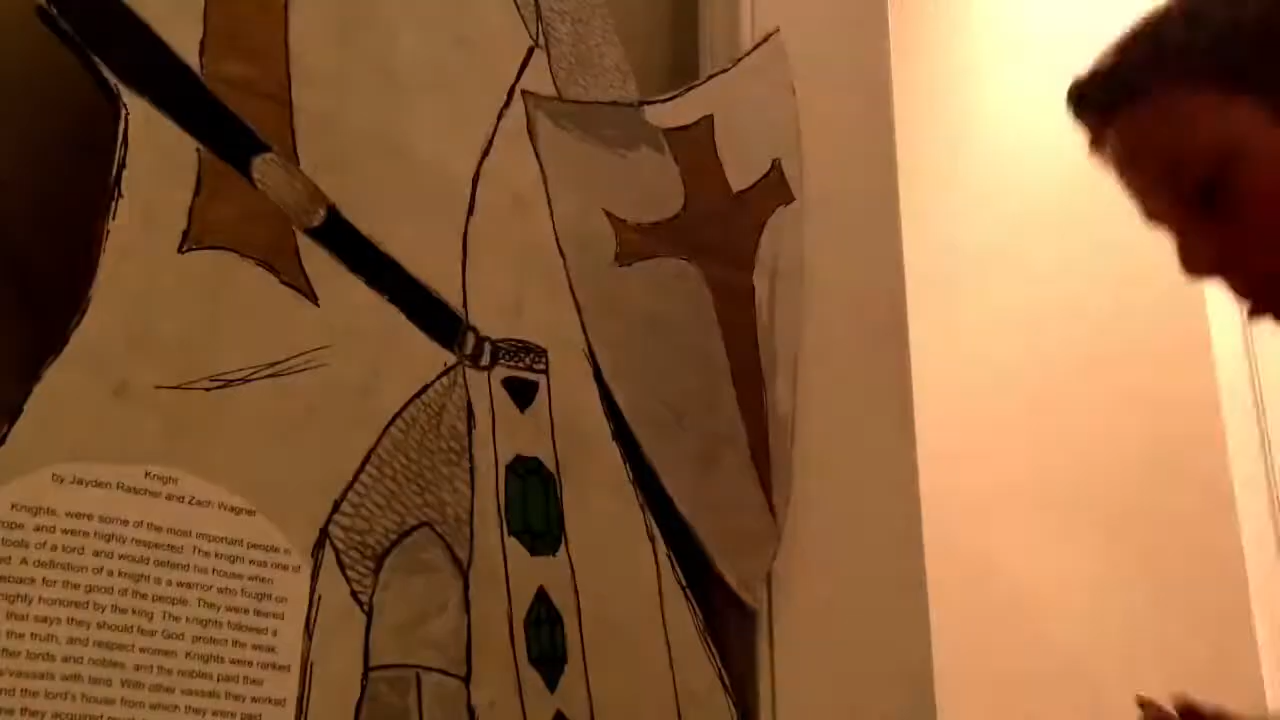 Knight
by Jayden Rascher and Zach Wagner
Knights, were some of the most important people in
and were highly respected. The knight was one of
tools of a lord, and would defend his house when
A definition of a knight is a warrior who fought on
for the good of the people. They were feared
highly honored by the king. The knights followed a
that says they should fear God, protect the weak,
the truth, and respect women. Knights were ranked
lords and nobles, and the nobles paid their
vassals with land. With other vassals they worked
the lord's house from which they were paid
they acquired